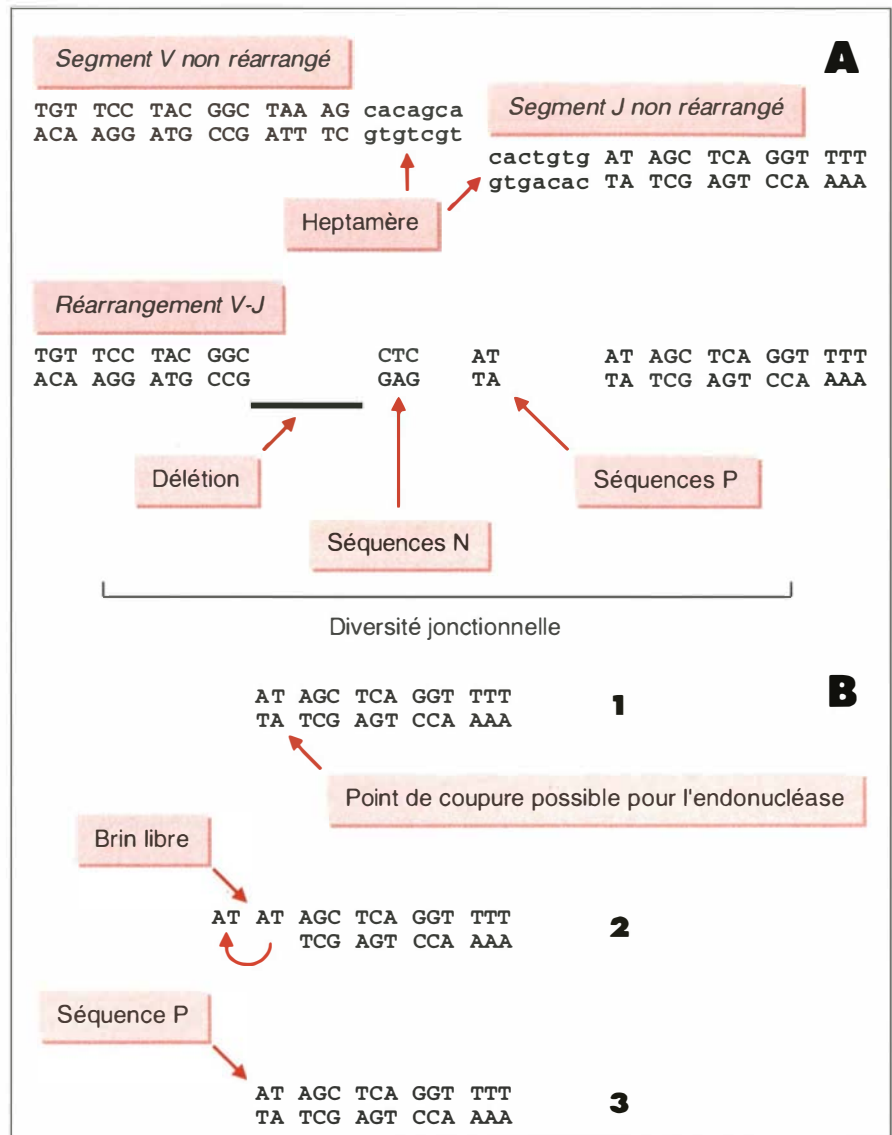 A
Segment V non réarrangé
TGT TCC TAC GGC TAA AG cacagca
ACA AGG ATG CCG ATT TC gtgtcgt
Segment J non réarrangé
cactgtg AT AGC TCA GGT TTT
gtgacac TA TCG AGT CCA AAA
Heptamère
Réarrangement V-J
TGT TCC TAC GGC CTC AT AT AGC TCA GGT TTT
ACA AGG ATG CCG GAG TA TA TCG AGT CCA AAA
Délétion
Séquences P
Séquences N
Diversité jonctionnelle
B
AT AGC TCA GGT TTT 1
TA TCG AGT CCA AAA
Point de coupure possible pour l'endonucléase
Brin libre
AT AT AGC TCA GGT TTT 2
TCG AGT CCA AAA
Séquence P
AT AGC TCA GGT TTT 3
TA TCG AGT CCA AAA